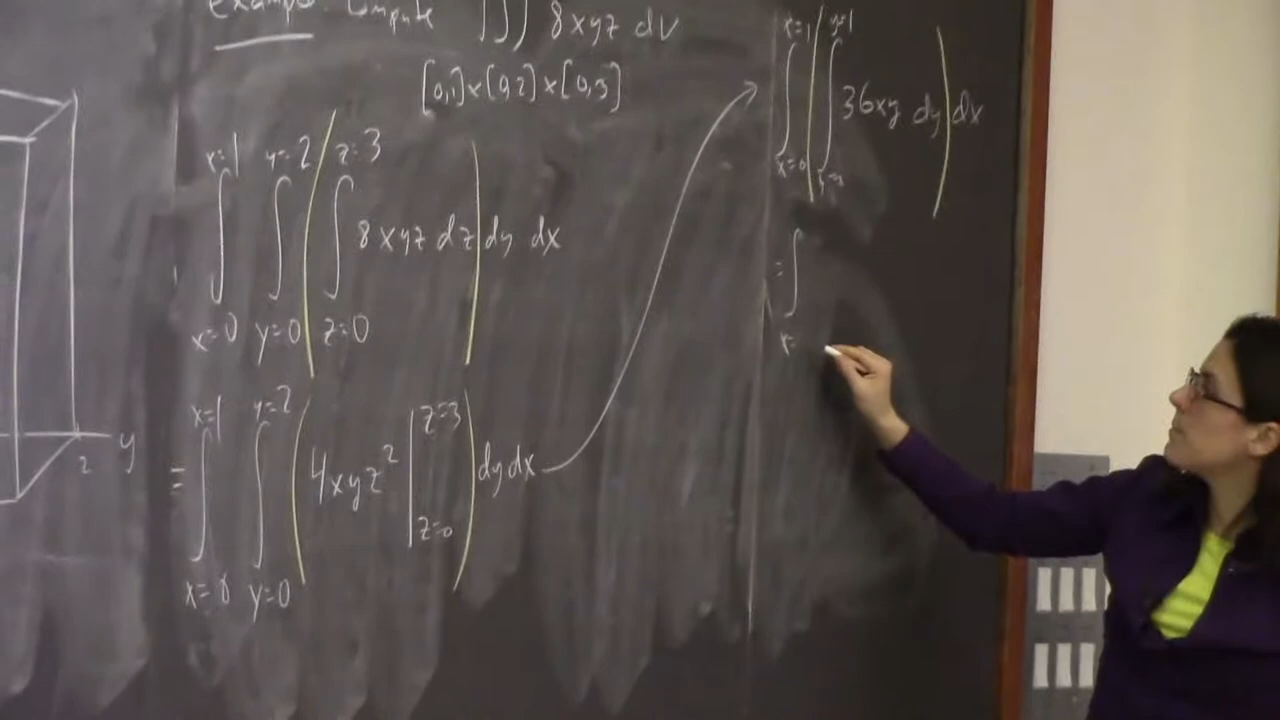 example Compute ∭ 8xyz dV
[0,1]×[0,2]×[0,3]
x=1 y=2 z=3
∫ ∫ ( ∫ 8xyz dz ) dy dx
x=0 y=0 z=0
x=1 y=2 z=3
= ∫ ∫ ( 4xyz² | ) dy dx
z=0
x=0 y=0
2 y
x=1 y=1
∫ ( ∫ 36xy dy ) dx
x=0
= ∫
x=